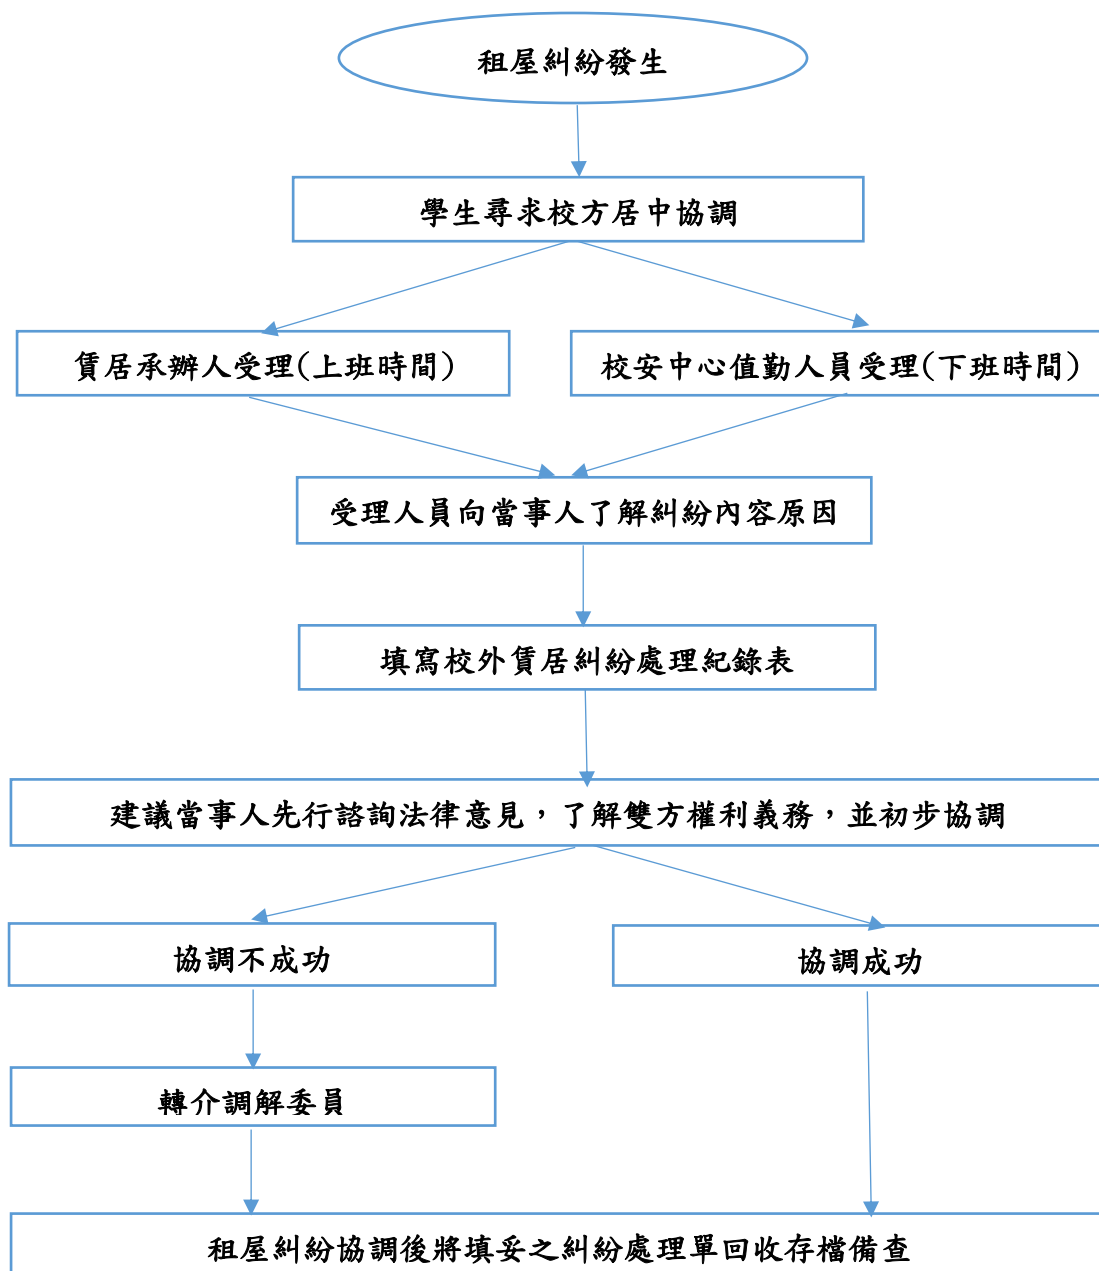 租屋糾紛發生
學生尋求校方居中協調
賃居承辦人受理(上班時間)
校安中心值勤人員受理(下班時間)
受理人員向當事人了解糾紛內容原因
填寫校外賃居糾紛處理紀錄表
建議當事人先行諮詢法律意見，了解雙方權利義務，並初步協調
協調不成功
協調成功
轉介調解委員
租屋糾紛協調後將填妥之糾紛處理單回收存檔備查